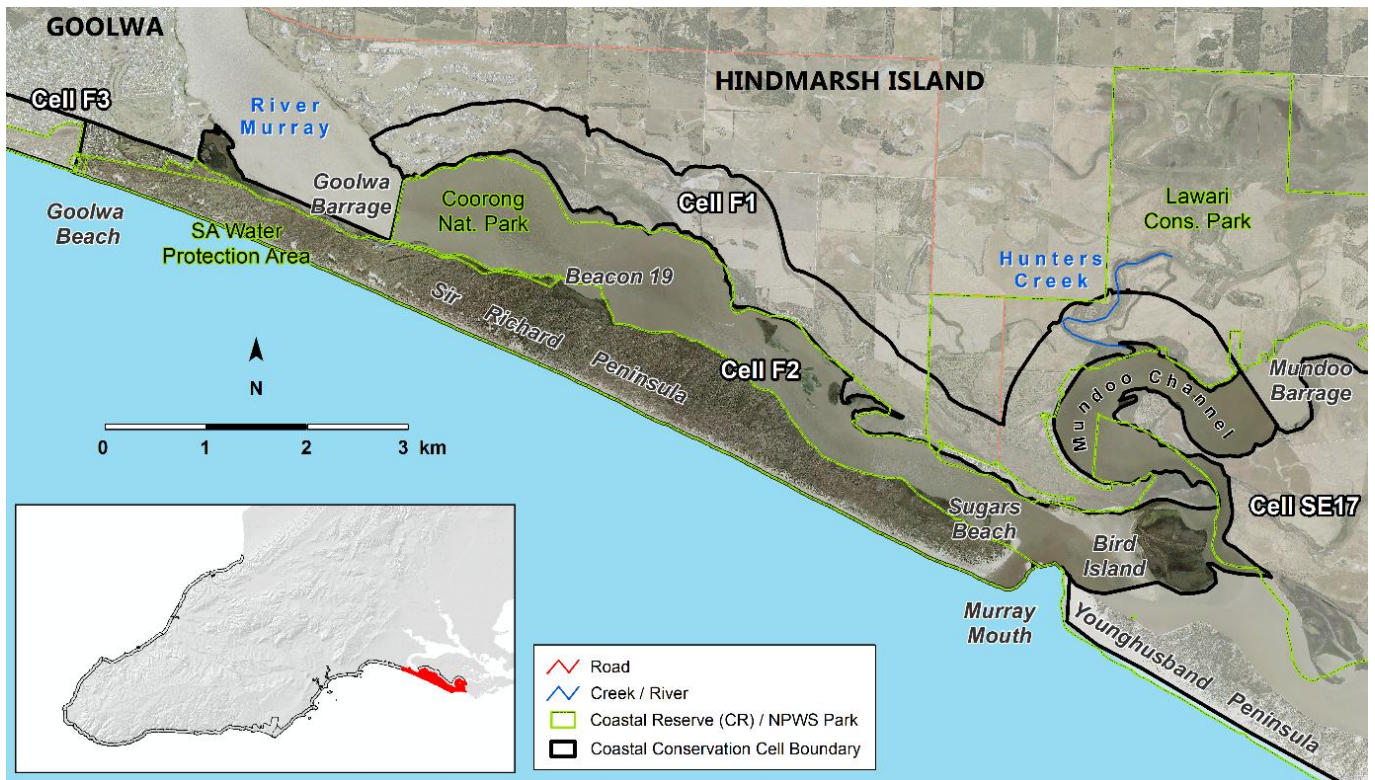 GOOLWA
HINDMARSH ISLAND
Cell F3
River
Murray
Goolwa
Barrage
Coorong
Nat. Park
Cell F1
Lawari
Cons. Park
Goolwa
Beach
SA Water
Protection Area
Beacon 19
Hunters
Creek
Sir Richard Peninsula
Cell F2
Mundoo Channel
Mundoo
Barrage
N
0 1 2 3 km
Sugars
Beach
Cell SE17
Bird
Island
Murray
Mouth
Younghusband Peninsula
Road
Creek / River
Coastal Reserve (CR) / NPWS Park
Coastal Conservation Cell Boundary